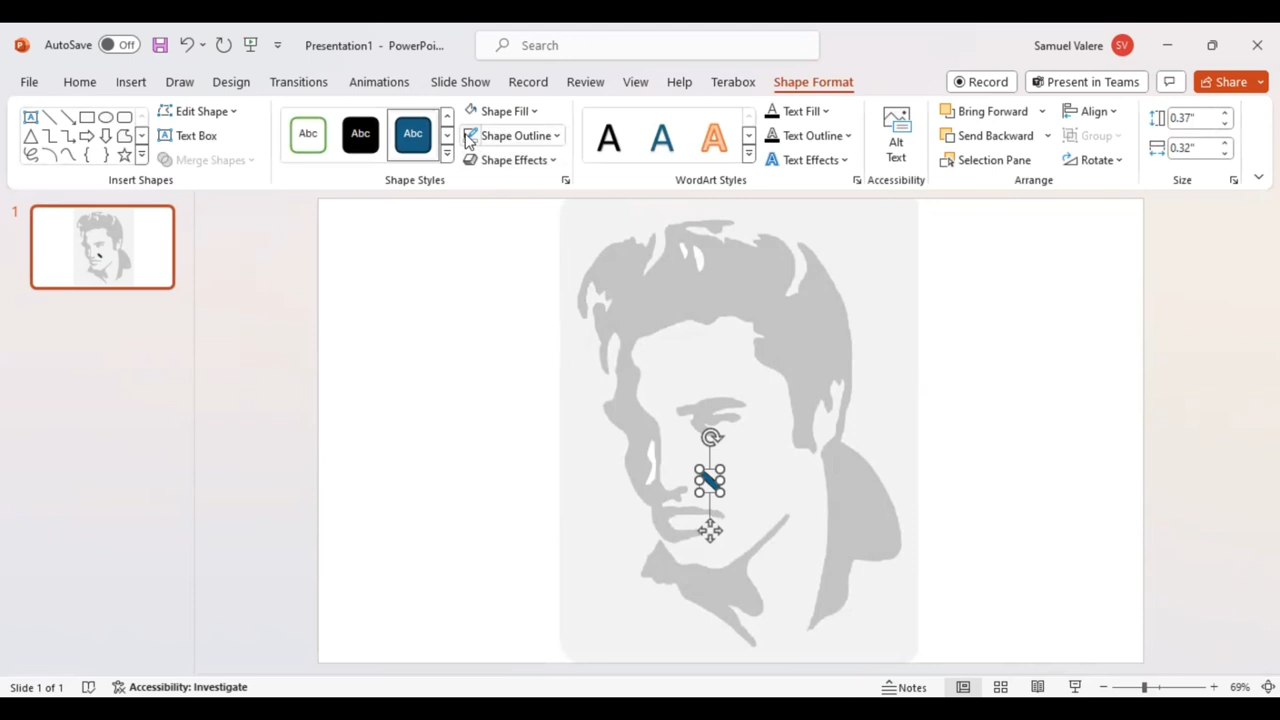 AutoSave Off Presentation1 - PowerPoi... Search Samuel Valere SV
File Home Insert Draw Design Transitions Animations Slide Show Record Review View Help Terabox Shape Format Record Present in Teams Share
Edit Shape Abc Abc Abc Shape Fill A A A Text Fill Bring Forward Align 0.37"
Text Box Shape Outline Text Outline Alt Text Send Backward Group 0.32"
Merge Shapes Shape Effects Text Effects Selection Pane Rotate
Insert Shapes Shape Styles WordArt Styles Accessibility Arrange Size
1
Slide 1 of 1 Accessibility: Investigate Notes 69%